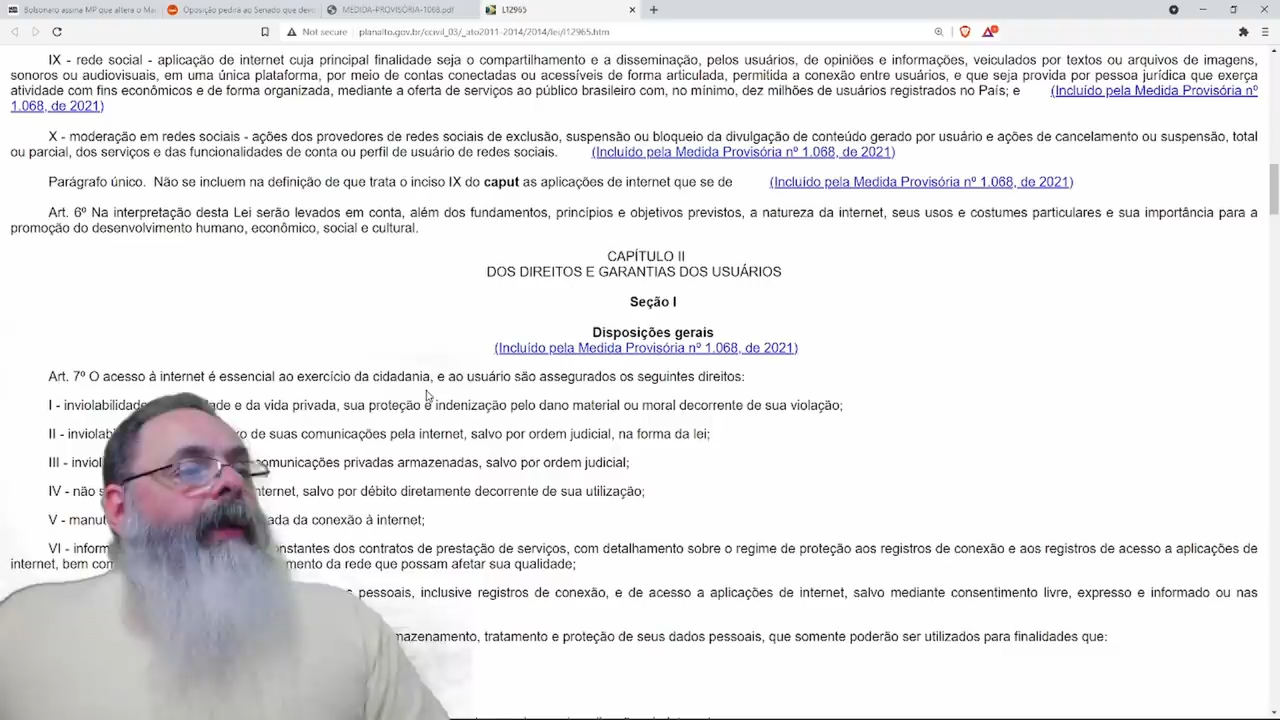 Bolsonaro assina MP que altera o Ma
Oposição pedirá ao Senado que dev
MEDIDA-PROVISÓRIA-1068.pdf
L12965
Not secure
planalto.gov.br/ccivil_03/_ato2011-2014/2014/lei/l12965.htm
IX - rede social - aplicação de internet cuja principal finalidade seja o compartilhamento e a disseminação, pelos usuários, de opiniões e informações, veiculados por textos ou arquivos de imagens,
sonoros ou audiovisuais, em uma única plataforma, por meio de contas conectadas ou acessíveis de forma articulada, permitida a conexão entre usuários, e que seja provida por pessoa jurídica que exerça
atividade com fins econômicos e de forma organizada, mediante a oferta de serviços ao público brasileiro com, no mínimo, dez milhões de usuários registrados no País; e (Incluído pela Medida Provisória nº
1.068, de 2021)
X - moderação em redes sociais - ações dos provedores de redes sociais de exclusão, suspensão ou bloqueio da divulgação de conteúdo gerado por usuário e ações de cancelamento ou suspensão, total
ou parcial, dos serviços e das funcionalidades de conta ou perfil de usuário de redes sociais. (Incluído pela Medida Provisória nº 1.068, de 2021)
Parágrafo único. Não se incluem na definição de que trata o inciso IX do caput as aplicações de internet que se de (Incluído pela Medida Provisória nº 1.068, de 2021)
Art. 6º Na interpretação desta Lei serão levados em conta, além dos fundamentos, princípios e objetivos previstos, a natureza da internet, seus usos e costumes particulares e sua importância para a
promoção do desenvolvimento humano, econômico, social e cultural.
CAPÍTULO II
DOS DIREITOS E GARANTIAS DOS USUÁRIOS
Seção I
Disposições gerais
(Incluído pela Medida Provisória nº 1.068, de 2021)
Art. 7º O acesso à internet é essencial ao exercício da cidadania, e ao usuário são assegurados os seguintes direitos:
I - inviolabilidade dade e da vida privada, sua proteção e indenização pelo dano material ou moral decorrente de sua violação;
II - inviolab xo de suas comunicações pela internet, salvo por ordem judicial, na forma da lei;
III - inviol comunicações privadas armazenadas, salvo por ordem judicial;
IV - não s nternet, salvo por débito diretamente decorrente de sua utilização;
V - manut ada da conexão à internet;
VI - inform nstantes dos contratos de prestação de serviços, com detalhamento sobre o regime de proteção aos registros de conexão e aos registros de acesso a aplicações de
internet, bem com mento da rede que possam afetar sua qualidade;
pessoais, inclusive registros de conexão, e de acesso a aplicações de internet, salvo mediante consentimento livre, expresso e informado ou nas
mazenamento, tratamento e proteção de seus dados pessoais, que somente poderão ser utilizados para finalidades que: